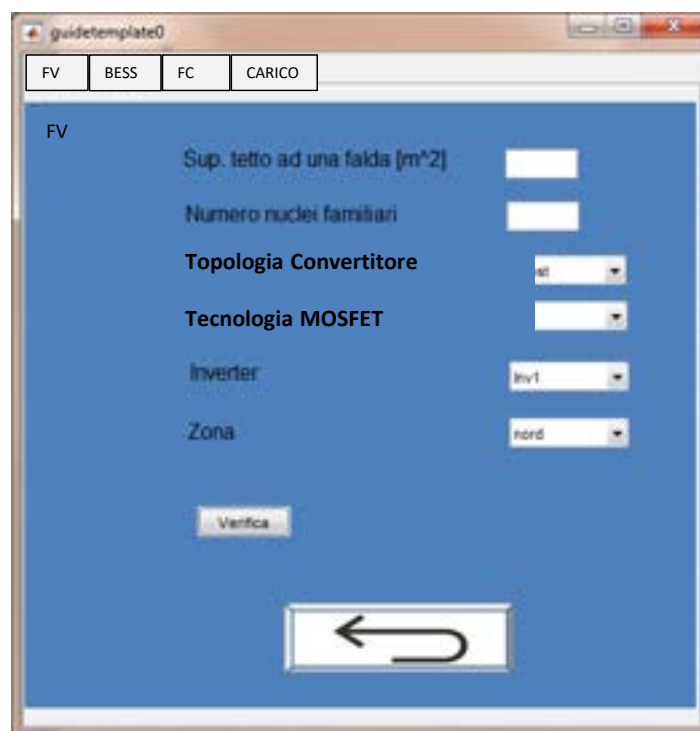 guidetemplate0
FV BESS FC CARICO
FV
Sup. tetto ad una falda [m^2]
Numero nuclei familiari
Topologia Convertitore
Tecnologia MOSFET
Inverter Inv1
Zona nord
Verifica